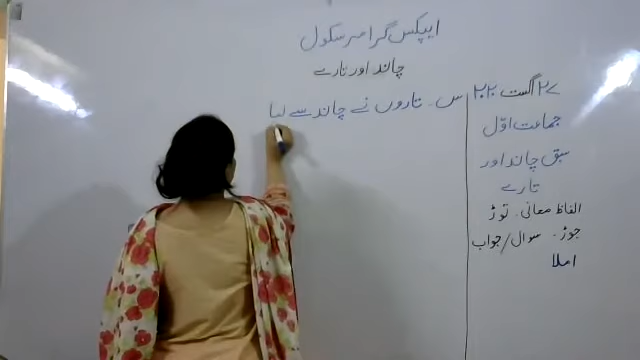 ایپکس گرامر سکول
چاند اور تارے
س۔ تاروں نے چاند سے کیا
۲۷ اگست ۲۰۲۰
جماعت اوّل
سبق چاند اور
تارے
الفاظ معانی۔ توڑ
جوڑ۔ سوال/جواب
املا